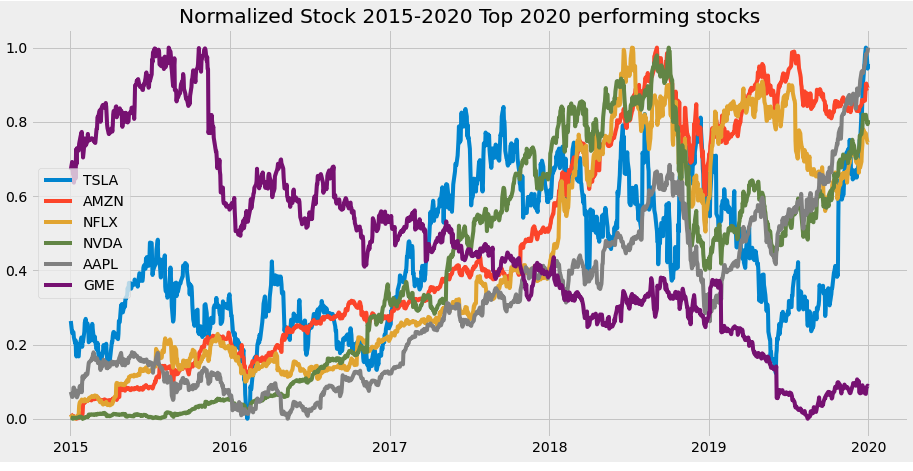 Normalized Stock 2015-2020 Top 2020 performing stocks
1.0
0.8
0.6
0.4
0.2
0.0
TSLA
AMZN
NFLX
NVDA
AAPL
GME
2015 2016 2017 2018 2019 2020